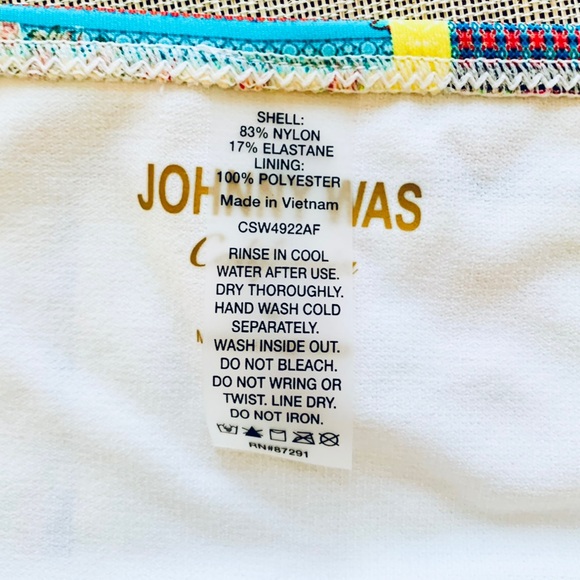 SHELL:
83% NYLON
17% ELASTANE
LINING:
100% POLYESTER
Made in Vietnam
CSW4922AF
RINSE IN COOL
WATER AFTER USE.
DRY THOROUGHLY.
HAND WASH COLD
SEPARATELY.
WASH INSIDE OUT.
DO NOT BLEACH.
DO NOT WRING OR
TWIST. LINE DRY.
DO NOT IRON.
RN#87291
JOHNNY WAS